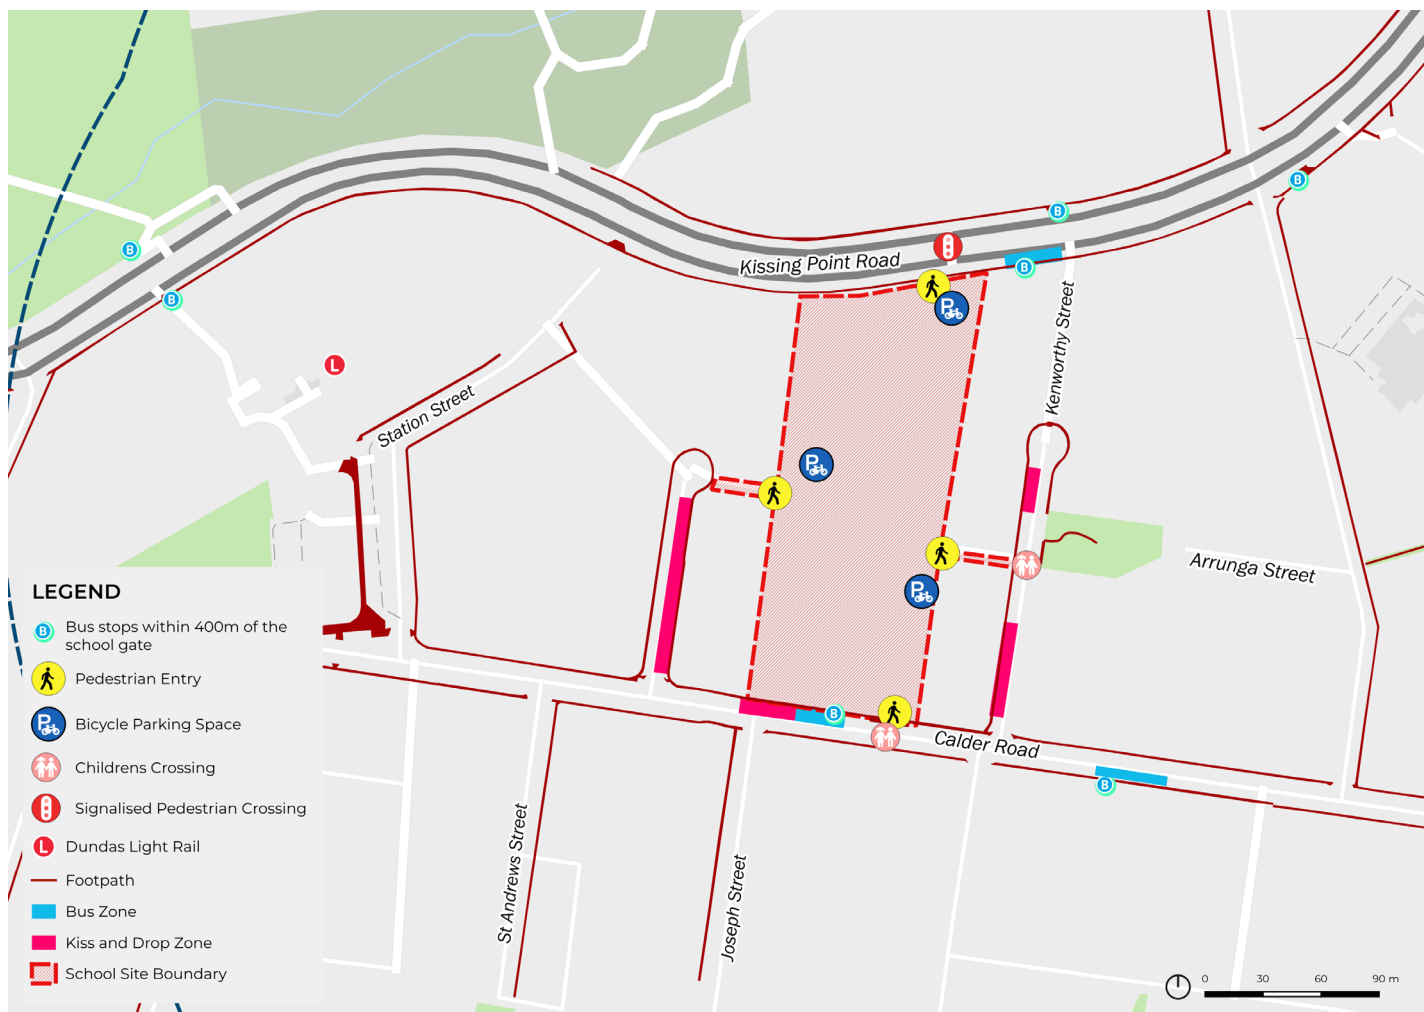 Kissing Point Road
Kenworthy Street
Station Street
Arrunga Street
Calder Road
St Andrews Street
Joseph Street
B
B
B
B
B
B
B
L
P
P
P
LEGEND
B Bus stops within 400m of the
school gate
Pedestrian Entry
P Bicycle Parking Space
Childrens Crossing
Signalised Pedestrian Crossing
L Dundas Light Rail
Footpath
Bus Zone
Kiss and Drop Zone
School Site Boundary
0 30 60 90 m